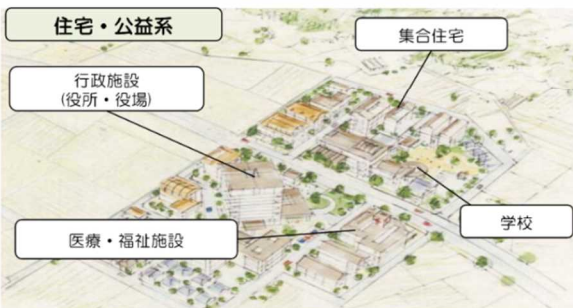 住宅・公益系
集合住宅
行政施設
(役所・役場)
学校
医療・福祉施設